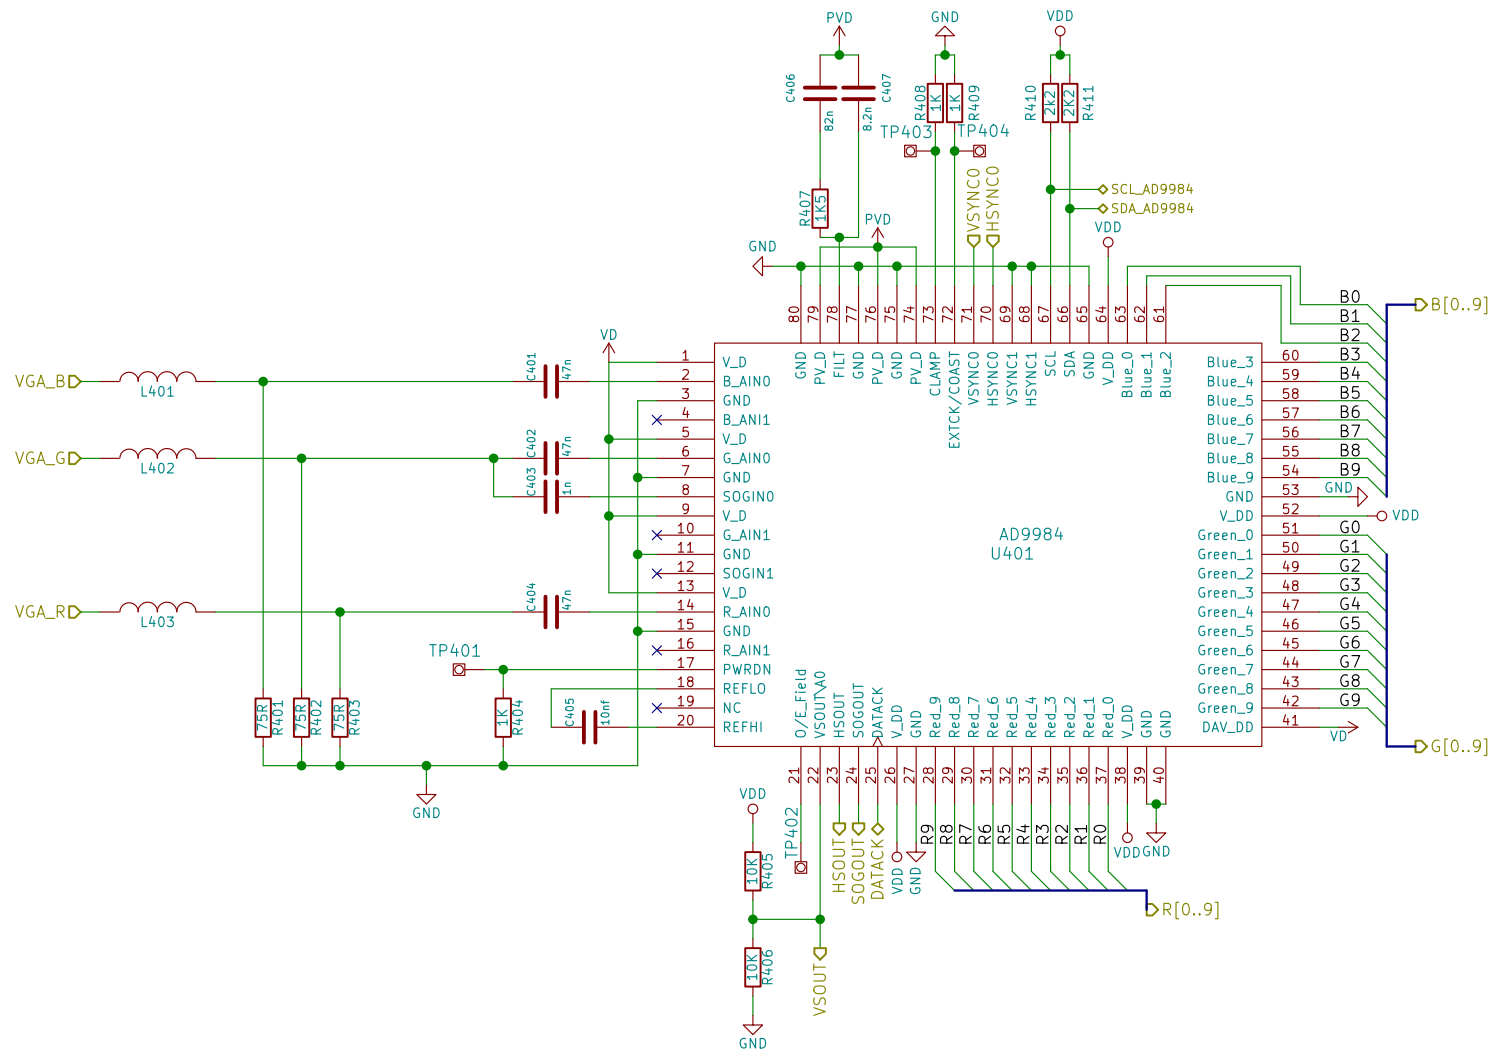 PVD
GND
VDD
C406
82n
C407
8.2n
R408
1K
1K
R409
R410
2k2
2K2
R411
TP403
TP404
R407
1K5
PVD
VSYNC0
HSYNC0
SCL_AD9984
SDA_AD9984
VDD
GND
80
79
78
77
76
75
74
73
72
71
70
69
68
67
66
65
64
63
62
61
GND
PV_D
FILT
GND
PV_D
GND
PV_D
CLAMP
EXTCK/COAST
VSYNC0
HSYNC0
VSYNC1
HSYNC1
SCL
SDA
GND
V_DD
Blue_0
Blue_1
Blue_2
B0
B1
B2
B[0..9]
VD
VGA_B
L401
C401
47n
VGA_G
L402
C402
47n
C403
1n
VGA_R
L403
C404
47n
TP401
75R
R401
75R
R402
75R
R403
1K
R404
C405
10nf
GND
1 V_D
2 B_AIN0
3 GND
4 B_ANI1
5 V_D
6 G_AIN0
7 GND
8 SOGIN0
9 V_D
10 G_AIN1
11 GND
12 SOGIN1
13 V_D
14 R_AIN0
15 GND
16 R_AIN1
17 PWRDN
18 REFLO
19 NC
20 REFHI
AD9984
U401
Blue_3 60 B3
Blue_4 59 B4
Blue_5 58 B5
Blue_6 57 B6
Blue_7 56 B7
Blue_8 55 B8
Blue_9 54 B9
GND 53 GND
V_DD 52 VDD
Green_0 51 G0
Green_1 50 G1
Green_2 49 G2
Green_3 48 G3
Green_4 47 G4
Green_5 46 G5
Green_6 45 G6
Green_7 44 G7
Green_8 43 G8
Green_9 42 G9
DAV_DD 41 VD
G[0..9]
O/E_Field
VSOUT\A0
HSOUT
SOGOUT
DATACK
V_DD
GND
Red_9
Red_8
Red_7
Red_6
Red_5
Red_4
Red_3
Red_2
Red_1
Red_0
V_DD
GND
GND
21
22
23
24
25
26
27
28
29
30
31
32
33
34
35
36
37
38
39
40
VDD
TP402
10K
R405
10K
R406
GND
VSOUT
HSOUT
SOGOUT
DATACK
VDD
GND
R9
R8
R7
R6
R5
R4
R3
R2
R1
R0
VDD
GND
R[0..9]